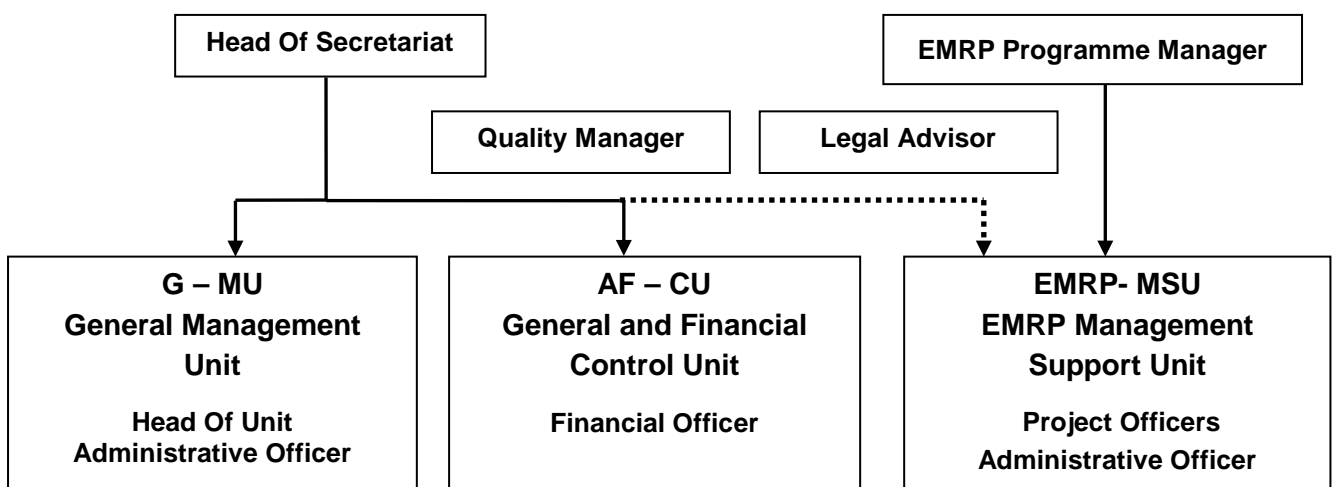 Head Of Secretariat
EMRP Programme Manager
Quality Manager
Legal Advisor
G – MU
General Management
Unit
Head Of Unit
Administrative Officer
AF – CU
General and Financial
Control Unit
Financial Officer
EMRP- MSU
EMRP Management
Support Unit
Project Officers
Administrative Officer